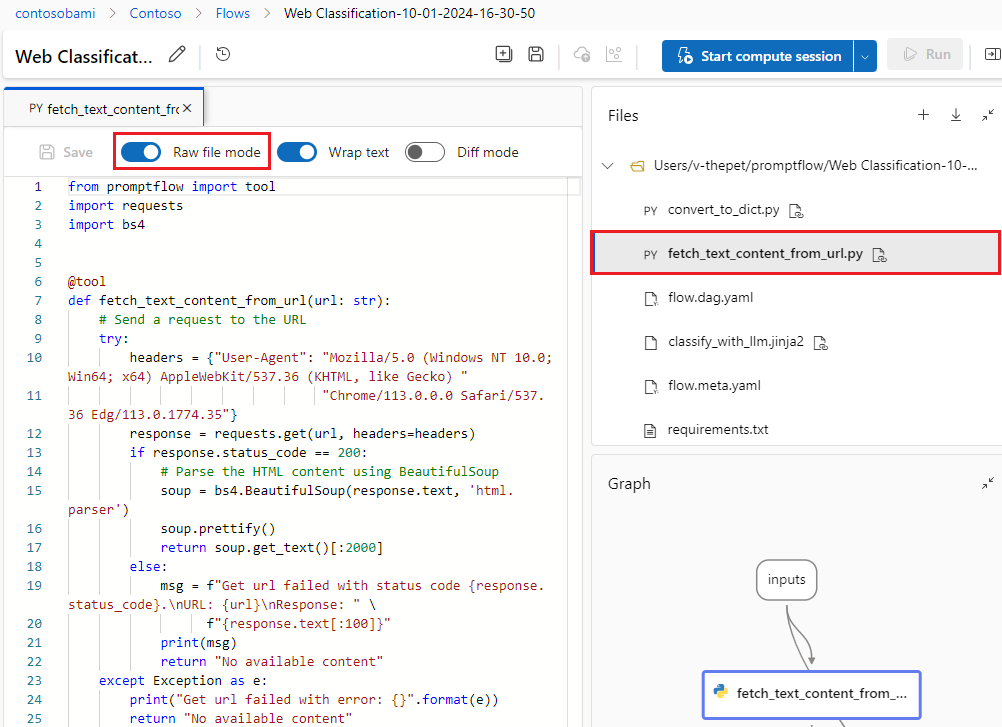 contosobami > Contoso > Flows > Web Classification-10-01-2024-16-30-50
Web Classificat...
Start compute session
Run
PY fetch_text_content_frc
Save
Raw file mode
Wrap text
Diff mode
1 from promptflow import tool
2 import requests
3 import bs4
4
5
6 @tool
7 def fetch_text_content_from_url(url: str):
8 # Send a request to the URL
9 try:
10 headers = {"User-Agent": "Mozilla/5.0 (Windows NT 10.0;
Win64; x64) AppleWebKit/537.36 (KHTML, like Gecko) "
11 "Chrome/113.0.0.0 Safari/537.
36 Edg/113.0.1774.35"}
12 response = requests.get(url, headers=headers)
13 if response.status_code == 200:
14 # Parse the HTML content using BeautifulSoup
15 soup = bs4.BeautifulSoup(response.text, 'html.
parser')
16 soup.prettify()
17 return soup.get_text()[:2000]
18 else:
19 msg = f"Get url failed with status code {response.
status_code}.\nURL: {url}\nResponse: " \
20 f"{response.text[:100]}"
21 print(msg)
22 return "No available content"
23 except Exception as e:
24 print("Get url failed with error: {}".format(e))
25 return "No available content"
Files
Users/v-thepet/promptflow/Web Classification-10-...
PY convert_to_dict.py
PY fetch_text_content_from_url.py
flow.dag.yaml
classify_with_llm.jinja2
flow.meta.yaml
requirements.txt
Graph
inputs
fetch_text_content_from_...